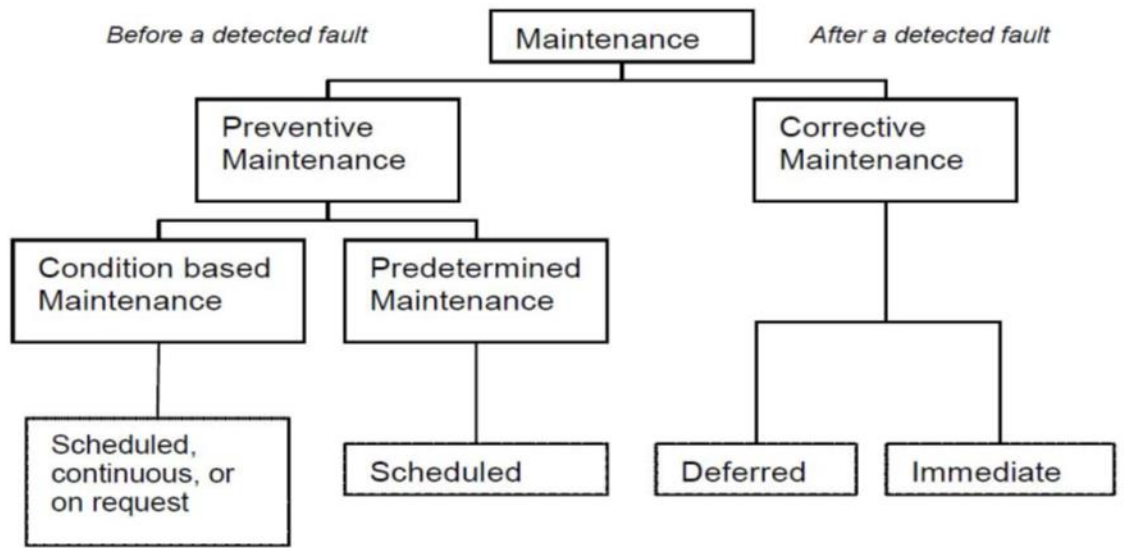 Before a detected fault
Maintenance
After a detected fault
Preventive
Maintenance
Corrective
Maintenance
Condition based
Maintenance
Predetermined
Maintenance
Scheduled,
continuous, or
on request
Scheduled
Deferred
Immediate